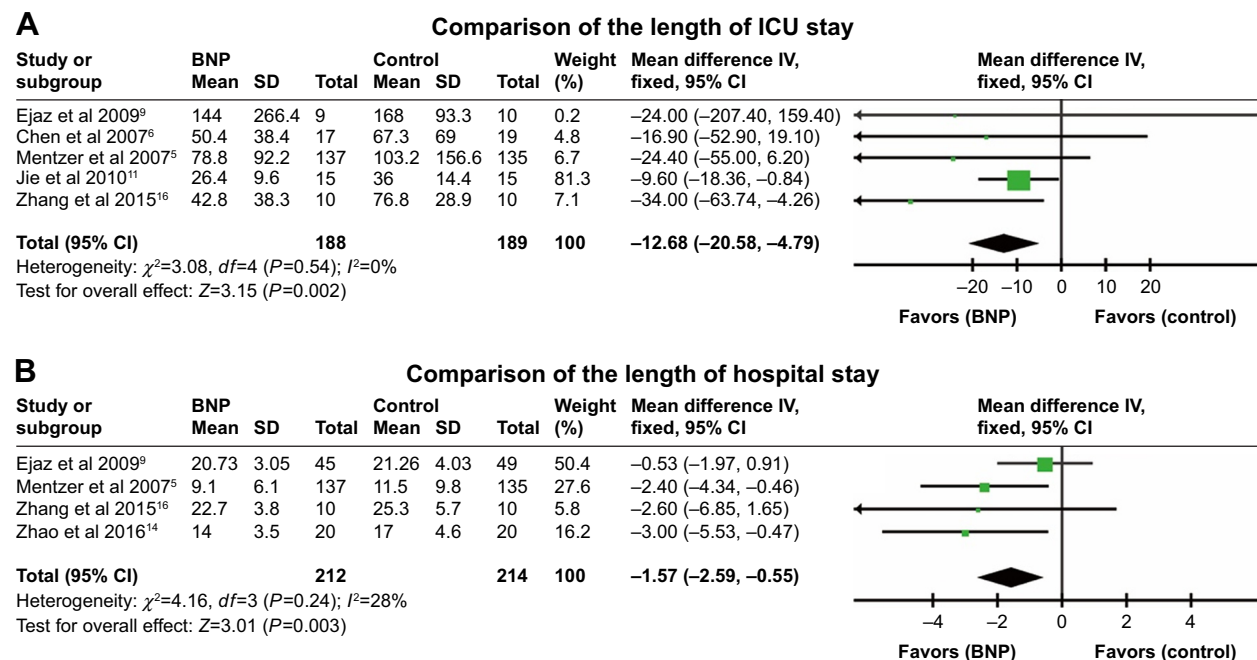 A
Comparison of the length of ICU stay
Study or BNP Control Weight Mean difference IV, Mean difference IV,
subgroup Mean SD Total Mean SD Total (%) fixed, 95% CI fixed, 95% CI
Ejaz et al 2009⁹ 144 266.4 9 168 93.3 10 0.2 –24.00 (–207.40, 159.40)
Chen et al 2007⁶ 50.4 38.4 17 67.3 69 19 4.8 –16.90 (–52.90, 19.10)
Mentzer et al 2007⁵ 78.8 92.2 137 103.2 156.6 135 6.7 –24.40 (–55.00, 6.20)
Jie et al 2010¹¹ 26.4 9.6 15 36 14.4 15 81.3 –9.60 (–18.36, –0.84)
Zhang et al 2015¹⁶ 42.8 38.3 10 76.8 28.9 10 7.1 –34.00 (–63.74, –4.26)
Total (95% CI) 188 189 100 –12.68 (–20.58, –4.79)
Heterogeneity: χ²=3.08, df=4 (P=0.54); I²=0%
Test for overall effect: Z=3.15 (P=0.002)
–20 –10 0 10 20
Favors (BNP) Favors (control)
B
Comparison of the length of hospital stay
Study or BNP Control Weight Mean difference IV, Mean difference IV,
subgroup Mean SD Total Mean SD Total (%) fixed, 95% CI fixed, 95% CI
Ejaz et al 2009⁹ 20.73 3.05 45 21.26 4.03 49 50.4 –0.53 (–1.97, 0.91)
Mentzer et al 2007⁵ 9.1 6.1 137 11.5 9.8 135 27.6 –2.40 (–4.34, –0.46)
Zhang et al 2015¹⁶ 22.7 3.8 10 25.3 5.7 10 5.8 –2.60 (–6.85, 1.65)
Zhao et al 2016¹⁴ 14 3.5 20 17 4.6 20 16.2 –3.00 (–5.53, –0.47)
Total (95% CI) 212 214 100 –1.57 (–2.59, –0.55)
Heterogeneity: χ²=4.16, df=3 (P=0.24); I²=28%
Test for overall effect: Z=3.01 (P=0.003)
–4 –2 0 2 4
Favors (BNP) Favors (control)